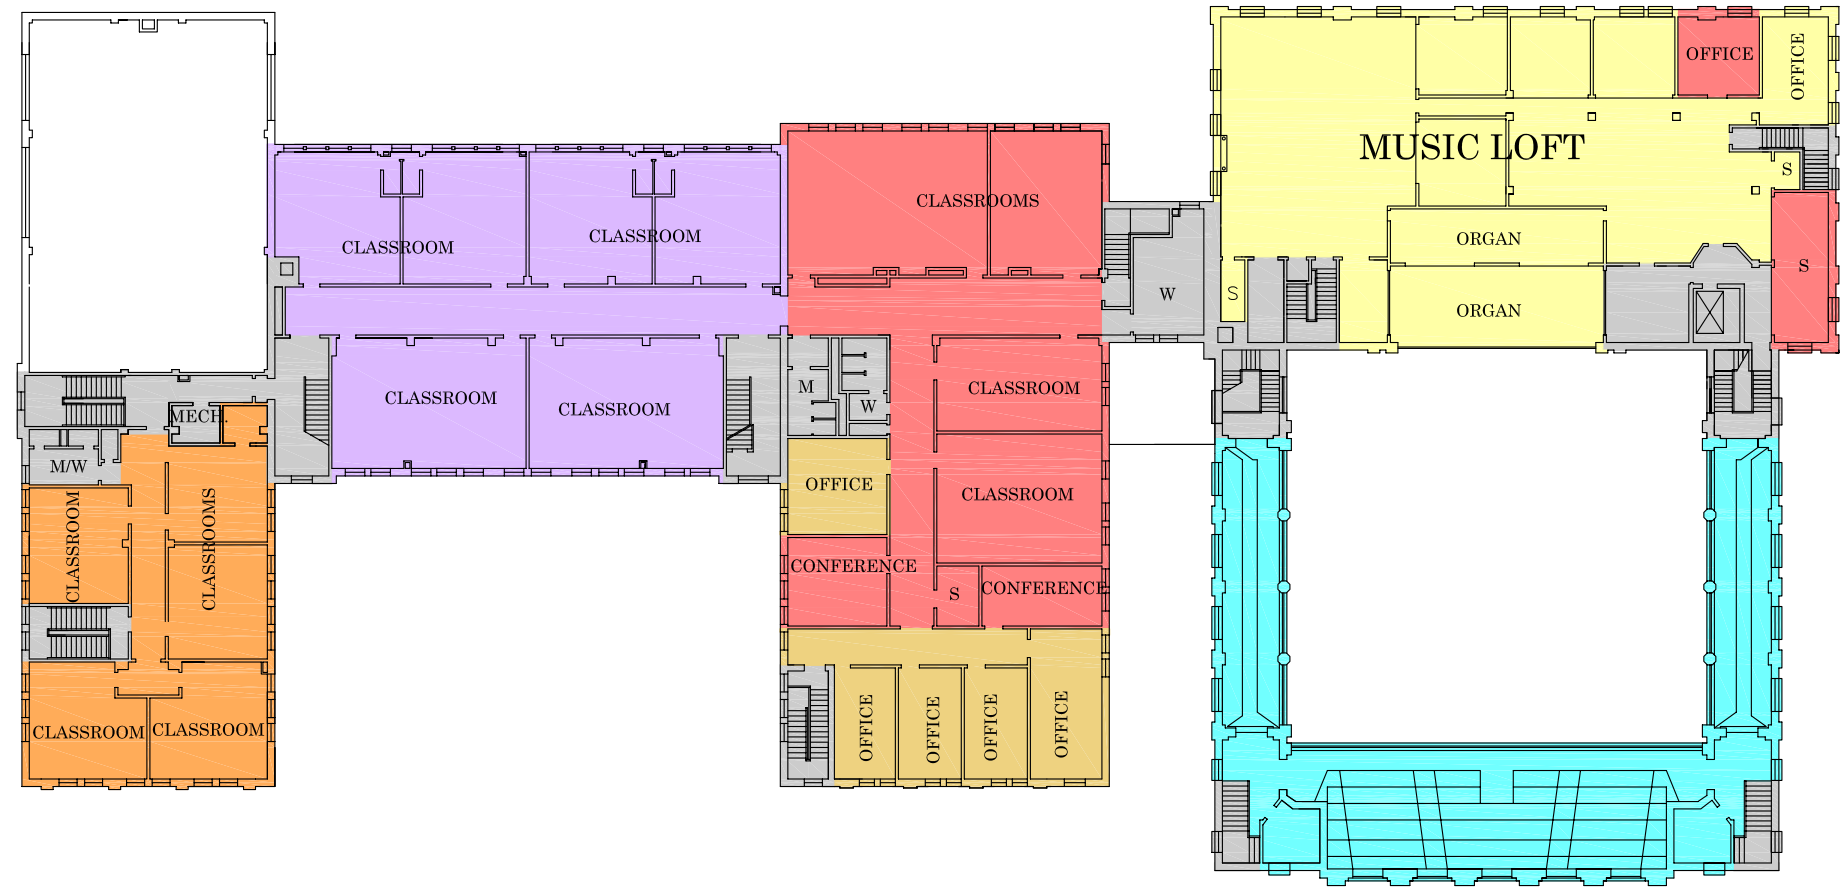 OFFICE
OFFICE
MUSIC LOFT
S
CLASSROOMS
CLASSROOM
CLASSROOM
ORGAN
S
W
S
ORGAN
CLASSROOM
CLASSROOM
M
W
CLASSROOM
MECH.
M/W
OFFICE
CLASSROOM
CLASSROOM
CLASSROOMS
CONFERENCE
S
CONFERENCE
CLASSROOM
CLASSROOM
OFFICE
OFFICE
OFFICE
OFFICE